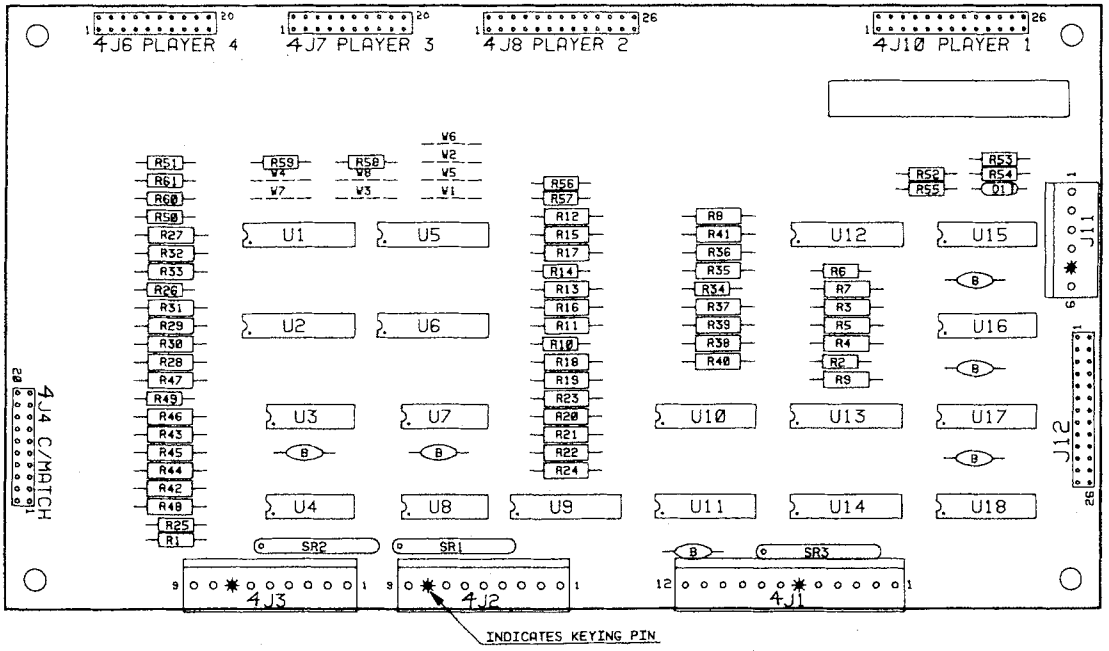 20 20 26 26
1 1 1 1
4J6 PLAYER 4 4J7 PLAYER 3 4J8 PLAYER 2 4J10 PLAYER 1
W6
R51 R59 R58 W2 R53
R61 W4 W8 W5 R52 R54 1
R60 W7 W3 W1 R56 R55 D1
R57
R50 R12 R8
R27 U1 U5 R15 R41 U12 U15 J11
R32 R17 R36
R33 R14 R35 R6
R26 R13 R34 R7 B
R31 R16 R37 R3 6
R29 U2 U6 R11 R39 R5 U16 1
R30 R10 R38 R4
R28 R18 R40 R2 B
20 R47 R19 R9
R49 R23
4J4 C/MATCH R46 U3 U7 R20 U10 U13 U17 J12
R43 R21
R45 B B R22 B
R44 R24
R42 26
1 R48 U4 U8 U9 U11 U14 U18
R25
R1 SR2 SR1 B SR3
9 1 9 1 12 1
4J3 4J2 4J1
INDICATES KEYING PIN